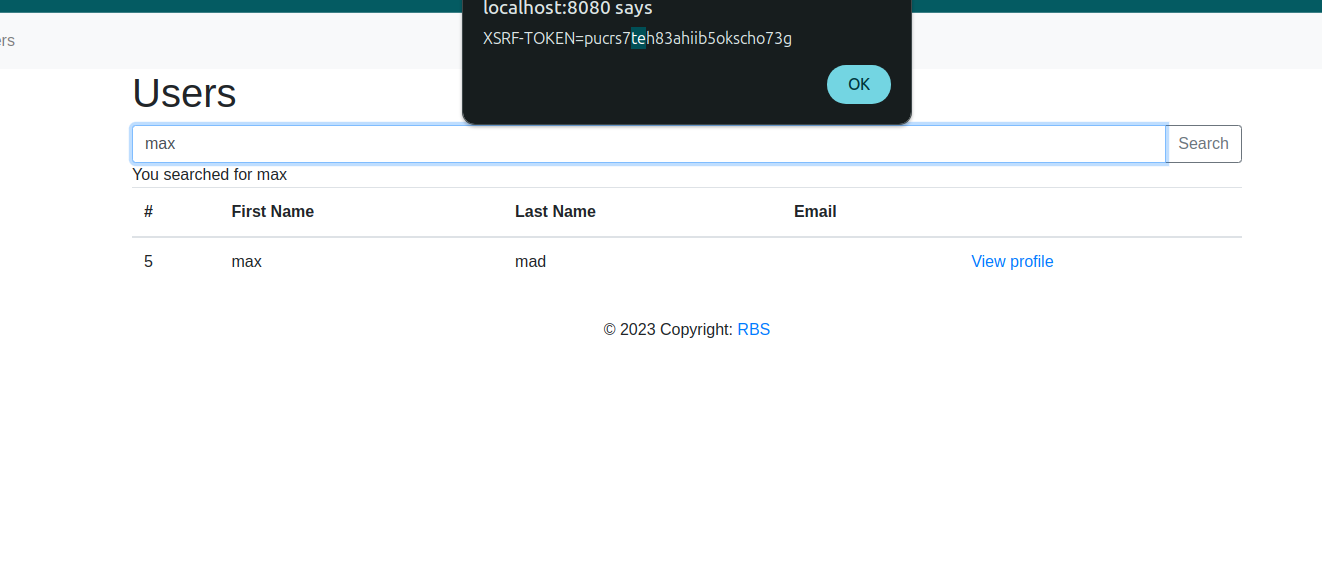 localhost:8080 says
XSRF-TOKEN=pucrs7teh83ahiib5okscho73g
ers
OK
Users
max Search
You searched for max
# First Name Last Name Email
5 max mad View profile
© 2023 Copyright: RBS